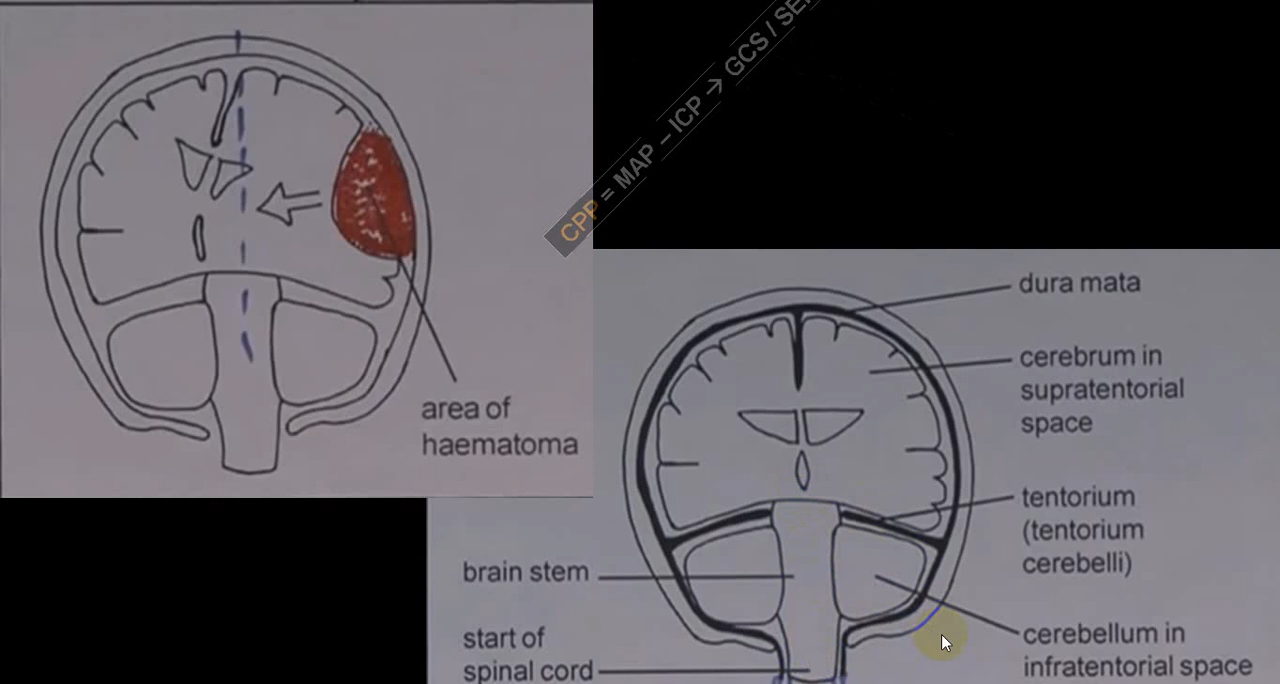 CPP = MAP – ICP → GCS /
area of
haematoma
dura mata
cerebrum in
supratentorial
space
tentorium
(tentorium
cerebelli)
brain stem
cerebellum in
infratentorial space
start of
spinal cord